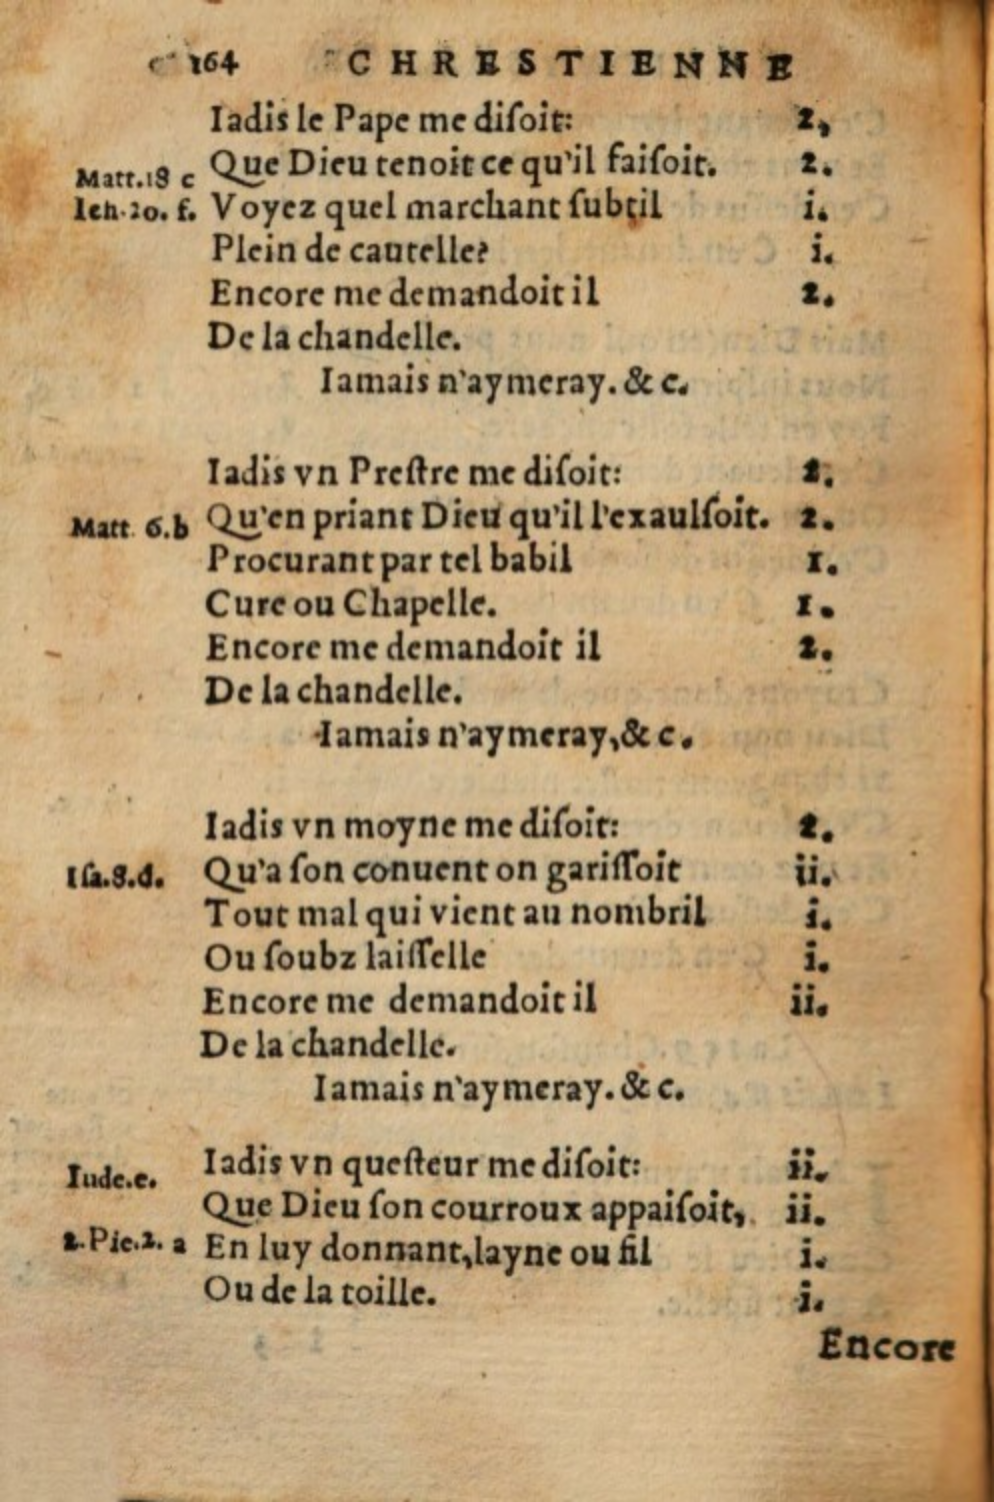 164 CHRESTIENNE
Iadis le Pape me diſoit: 2,
Matt.18 c Que Dieu tenoit ce qu'il faiſoit. 2.
Ieh.20. f. Voyez quel marchant ſubtil i.
Plein de cautelle? i.
Encore me demandoit il 2.
De la chandelle.
Iamais n'aymeray. & c.
Iadis vn Preſtre me diſoit: 2.
Matt. 6.b Qu'en priant Dieu qu'il l'exaulſoit. 2.
Procurant par tel babil 1.
Cure ou Chapelle. 1.
Encore me demandoit il 2.
De la chandelle.
Iamais n'aymeray,& c.
Iadis vn moyne me diſoit: 2.
Iſa.8.d. Qu'a ſon conuent on gariſſoit ii.
Tout mal qui vient au nombril i.
Ou ſoubz laiſſelle i.
Encore me demandoit il ii.
De la chandelle.
Iamais n'aymeray. & c.
Iude.e. Iadis vn queſteur me diſoit: ii.
Que Dieu ſon courroux appaiſoit, ii.
2.Pie.2. a En luy donnant,layne ou fil i.
Ou de la toille. i.
Encore